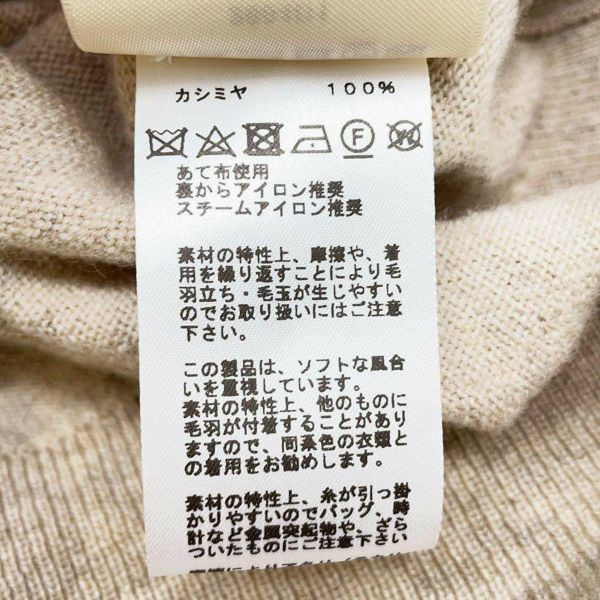 カシミヤ 100%
あて布使用
裏からアイロン推奨
スチームアイロン推奨
素材の特性上、摩擦や、着
用を繰り返すことにより毛
羽立ち・毛玉が生じやすい
のでお取り扱いにはご注意
下さい。
この製品は、ソフトな風合
いを重視しています。
素材の特性上、他のものに
毛羽が付着することがあり
ますので、同系色の衣類と
の着用をお勧めします。
素材の特性上、糸が引っ掛
かりやすいのでバッグ、時
計など金属突起物や、ざら
ついたものにご注意下さい